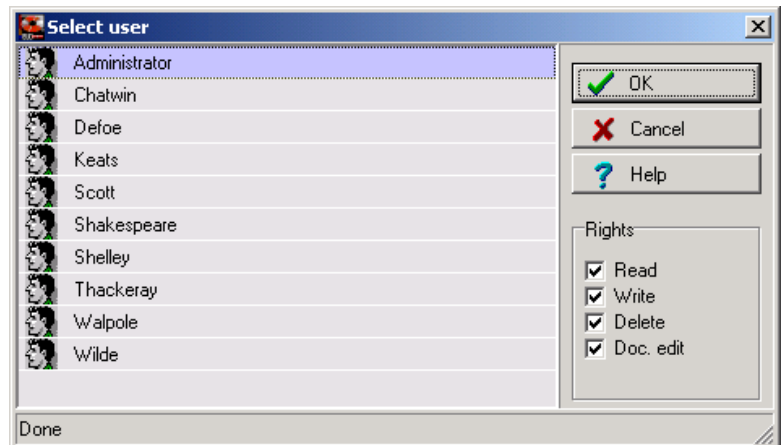 Select user
Administrator
Chatwin
Defoe
Keats
Scott
Shakespeare
Shelley
Thackeray
Walpole
Wilde
OK
Cancel
Help
Rights
Read
Write
Delete
Doc. edit
Done